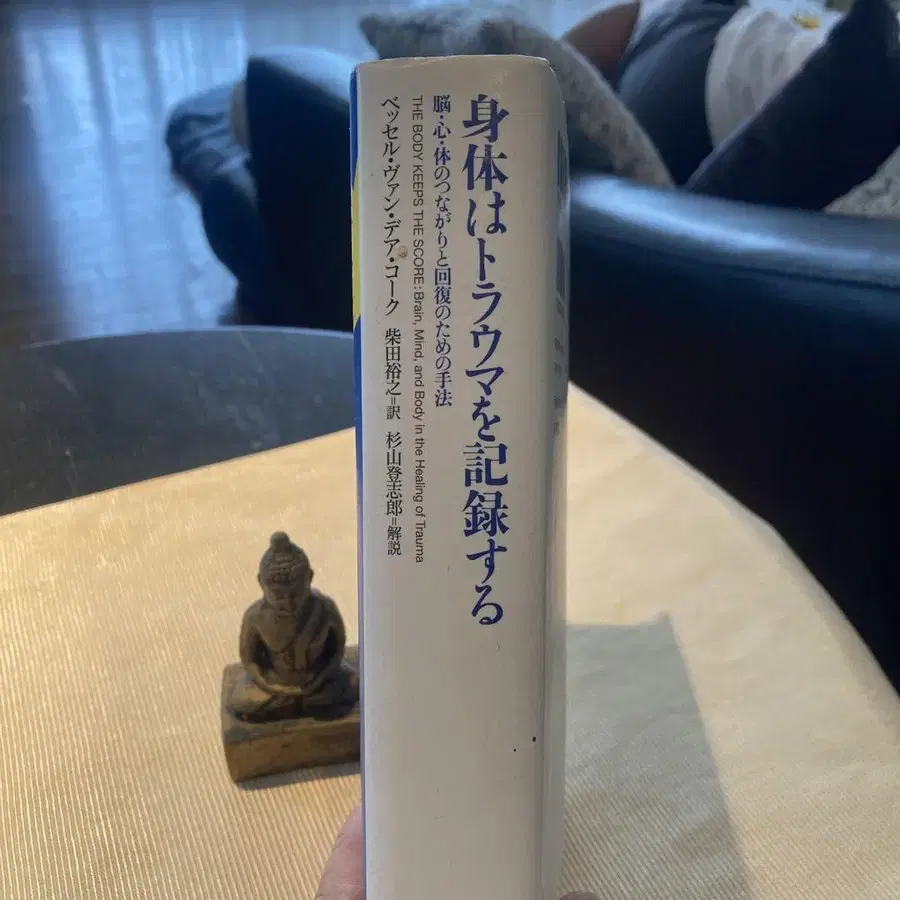 身体はトラウマを記録する
脳・心・体のつながりと回復のための手法
THE BODY KEEPS THE SCORE: Brain, Mind, and Body in the Healing of Trauma
ベッセル・ヴァン・デア・コーク 柴田裕之=訳 杉山登志郎=解説